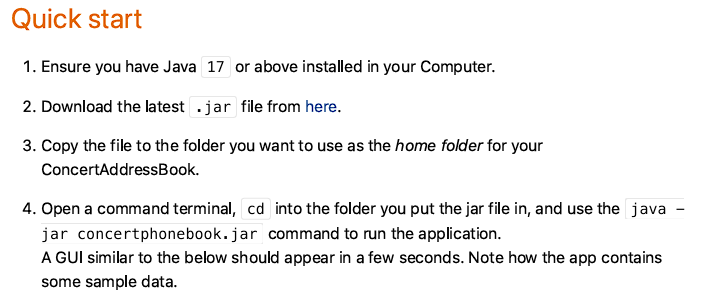 Quick start
1. Ensure you have Java 17 or above installed in your Computer.
2. Download the latest .jar file from here.
3. Copy the file to the folder you want to use as the home folder for your
ConcertAddressBook.
4. Open a command terminal, cd into the folder you put the jar file in, and use the java -
jar concertphonebook.jar command to run the application.
A GUI similar to the below should appear in a few seconds. Note how the app contains
some sample data.